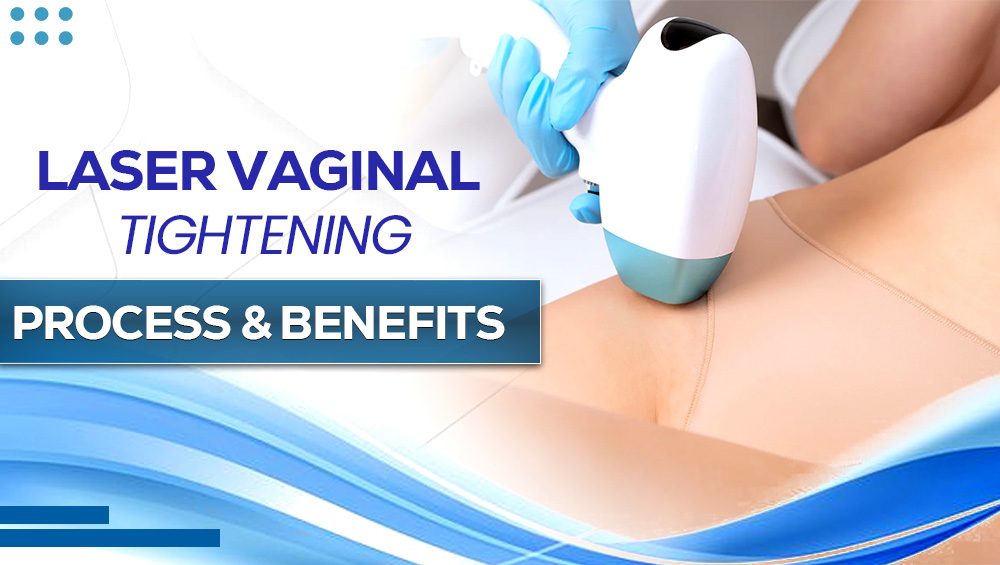 LASER VAGINAL
TIGHTENING
PROCESS & BENEFITS